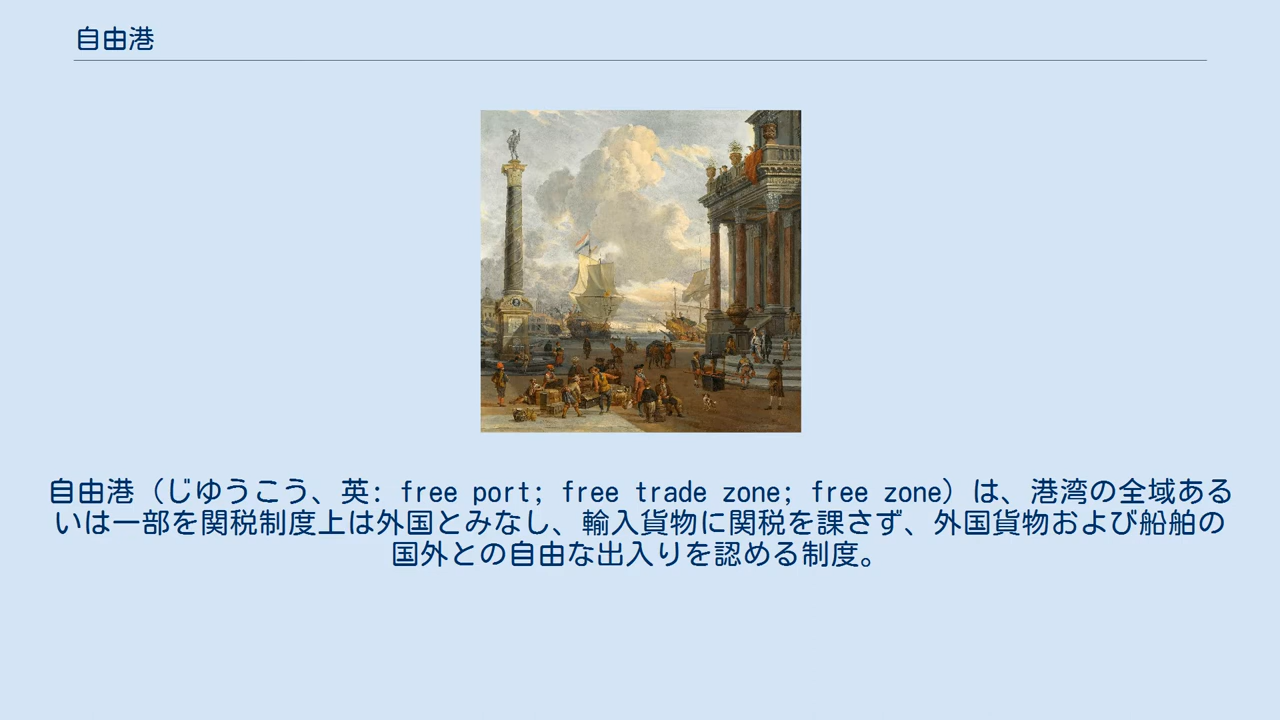 自由港
自由港（じゆうこう、英: free port; free trade zone; free zone）は、港湾の全域ある
いは一部を関税制度上は外国とみなし、輸入貨物に関税を課さず、外国貨物および船舶の
国外との自由な出入りを認める制度。